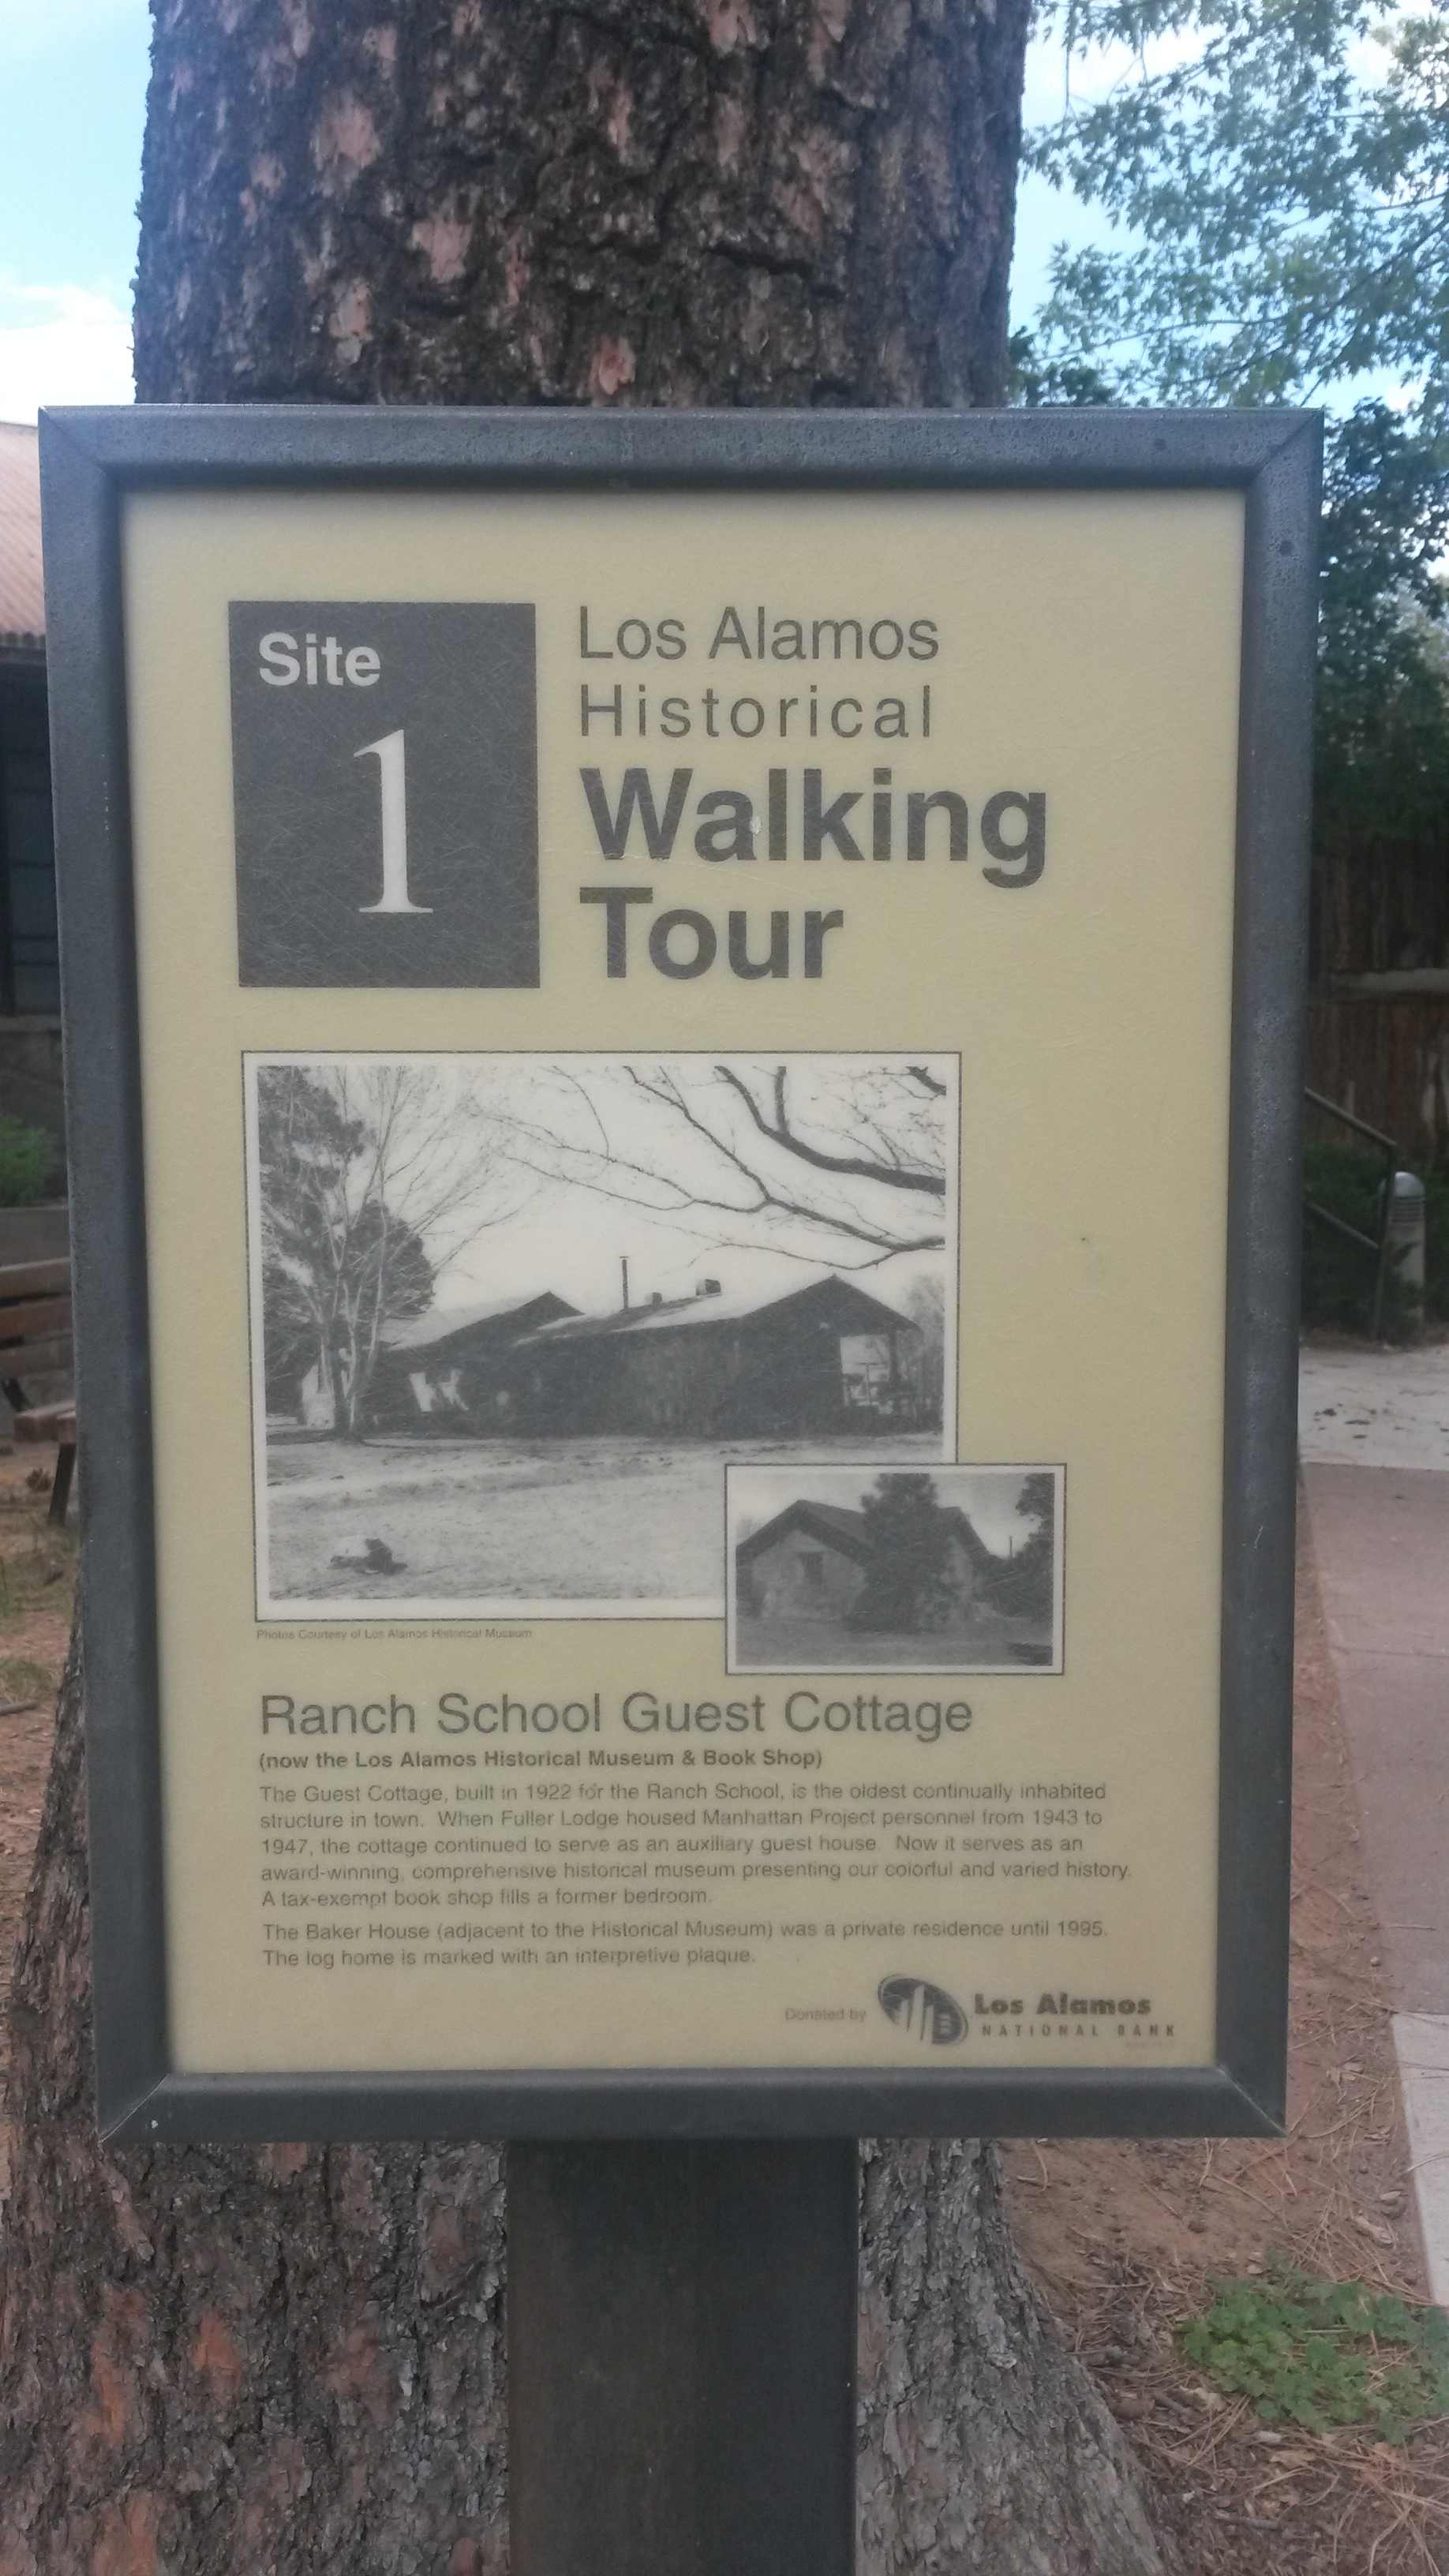 Site
1
Los Alamos
Historical
Walking
Tour
Photos Courtesy of Los Alamos Historical Museum
Ranch School Guest Cottage
(now the Los Alamos Historical Museum & Book Shop)
The Guest Cottage, built in 1922 for the Ranch School, is the oldest continually inhabited
structure in town. When Fuller Lodge housed Manhattan Project personnel from 1943 to
1947, the cottage continued to serve as an auxiliary guest house. Now it serves as an
award-winning, comprehensive historical museum presenting our colorful and varied history.
A tax-exempt book shop fills a former bedroom.
The Baker House (adjacent to the Historical Museum) was a private residence until 1995.
The log home is marked with an interpretive plaque.
Donated by
Los Alamos
NATIONAL BANK